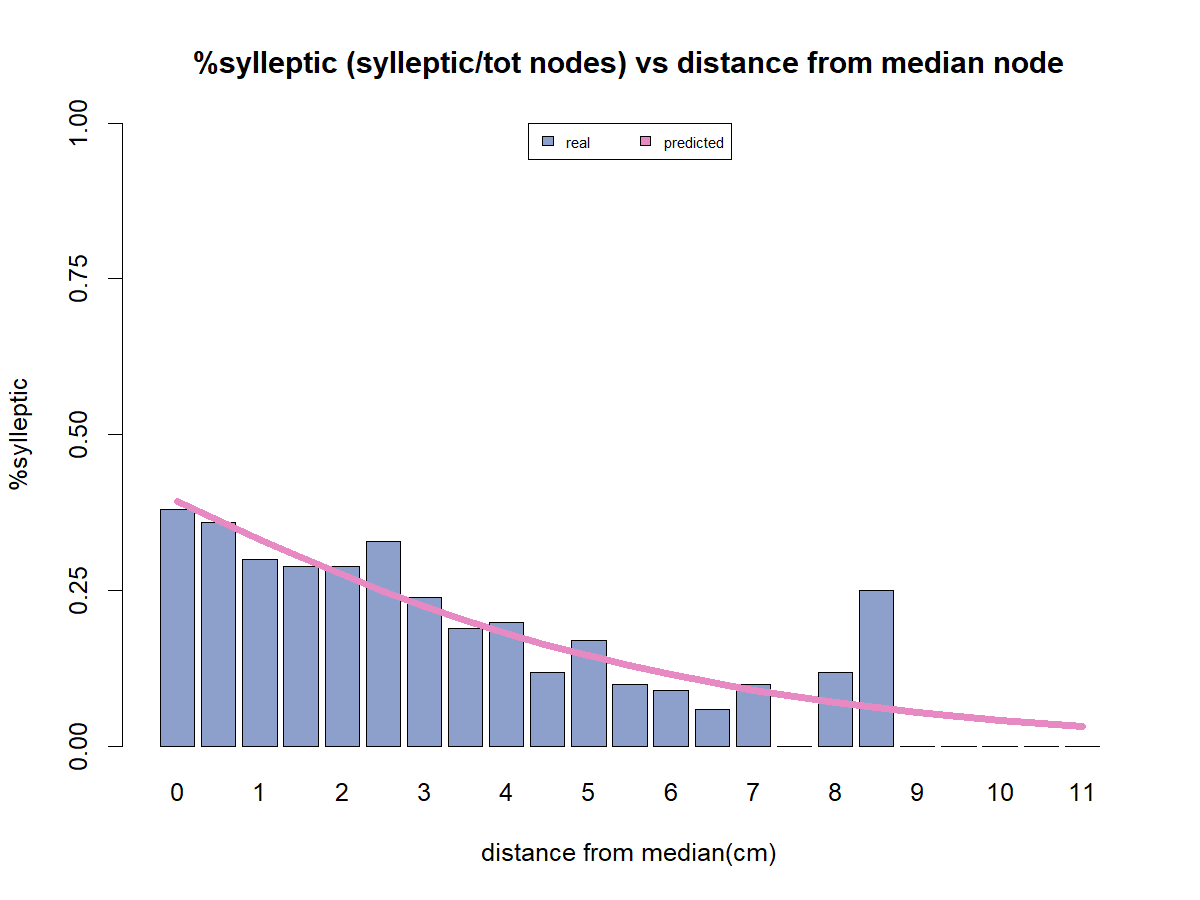 %sylleptic (sylleptic/tot nodes) vs distance from median node
real predicted
%sylleptic
1.00
0.75
0.50
0.25
0.00
0 1 2 3 4 5 6 7 8 9 10 11
distance from median(cm)